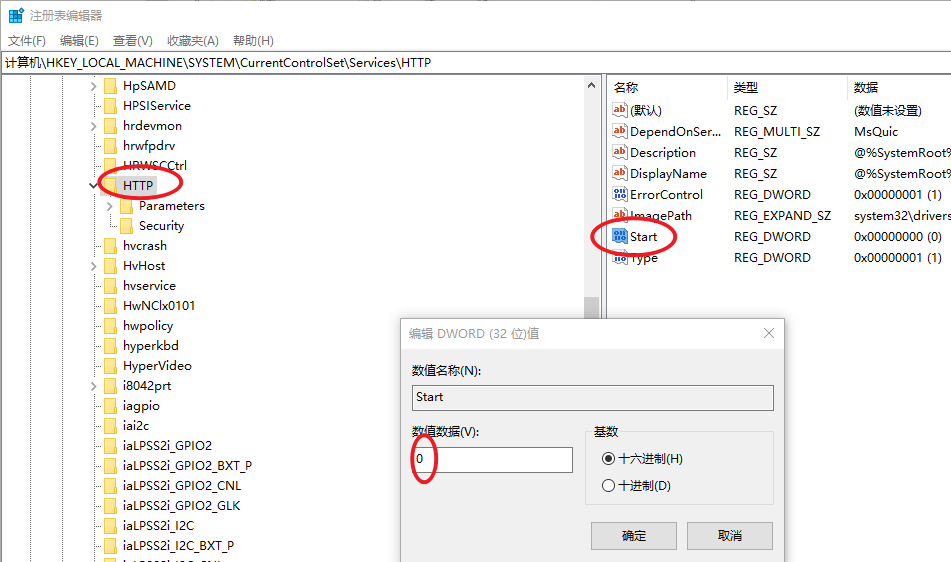 注册表编辑器
文件(F) 编辑(E) 查看(V) 收藏夹(A) 帮助(H)
计算机\HKEY_LOCAL_MACHINE\SYSTEM\CurrentControlSet\Services\HTTP
HpSAMD
HPSIService
hrdevmon
hrwfpdrv
HRWSCCtrl
HTTP
Parameters
Security
hvcrash
HvHost
hvservice
HwNClx0101
hwpolicy
hyperkbd
HyperVideo
i8042prt
iagpio
iai2c
iaLPSS2i_GPIO2
iaLPSS2i_GPIO2_BXT_P
iaLPSS2i_GPIO2_CNL
iaLPSS2i_GPIO2_GLK
iaLPSS2i_I2C
iaLPSS2i_I2C_BXT_P
名称 类型 数据
(默认) REG_SZ (数值未设置)
DependOnSer... REG_MULTI_SZ MsQuic
Description REG_SZ @%SystemRoot%
DisplayName REG_SZ @%SystemRoot%
ErrorControl REG_DWORD 0x00000001 (1)
ImagePath REG_EXPAND_SZ system32\drivers
Start REG_DWORD 0x00000000 (0)
Type REG_DWORD 0x00000001 (1)
编辑 DWORD (32 位)值
数值名称(N):
Start
数值数据(V):
0
基数
十六进制(H)
十进制(D)
确定 取消